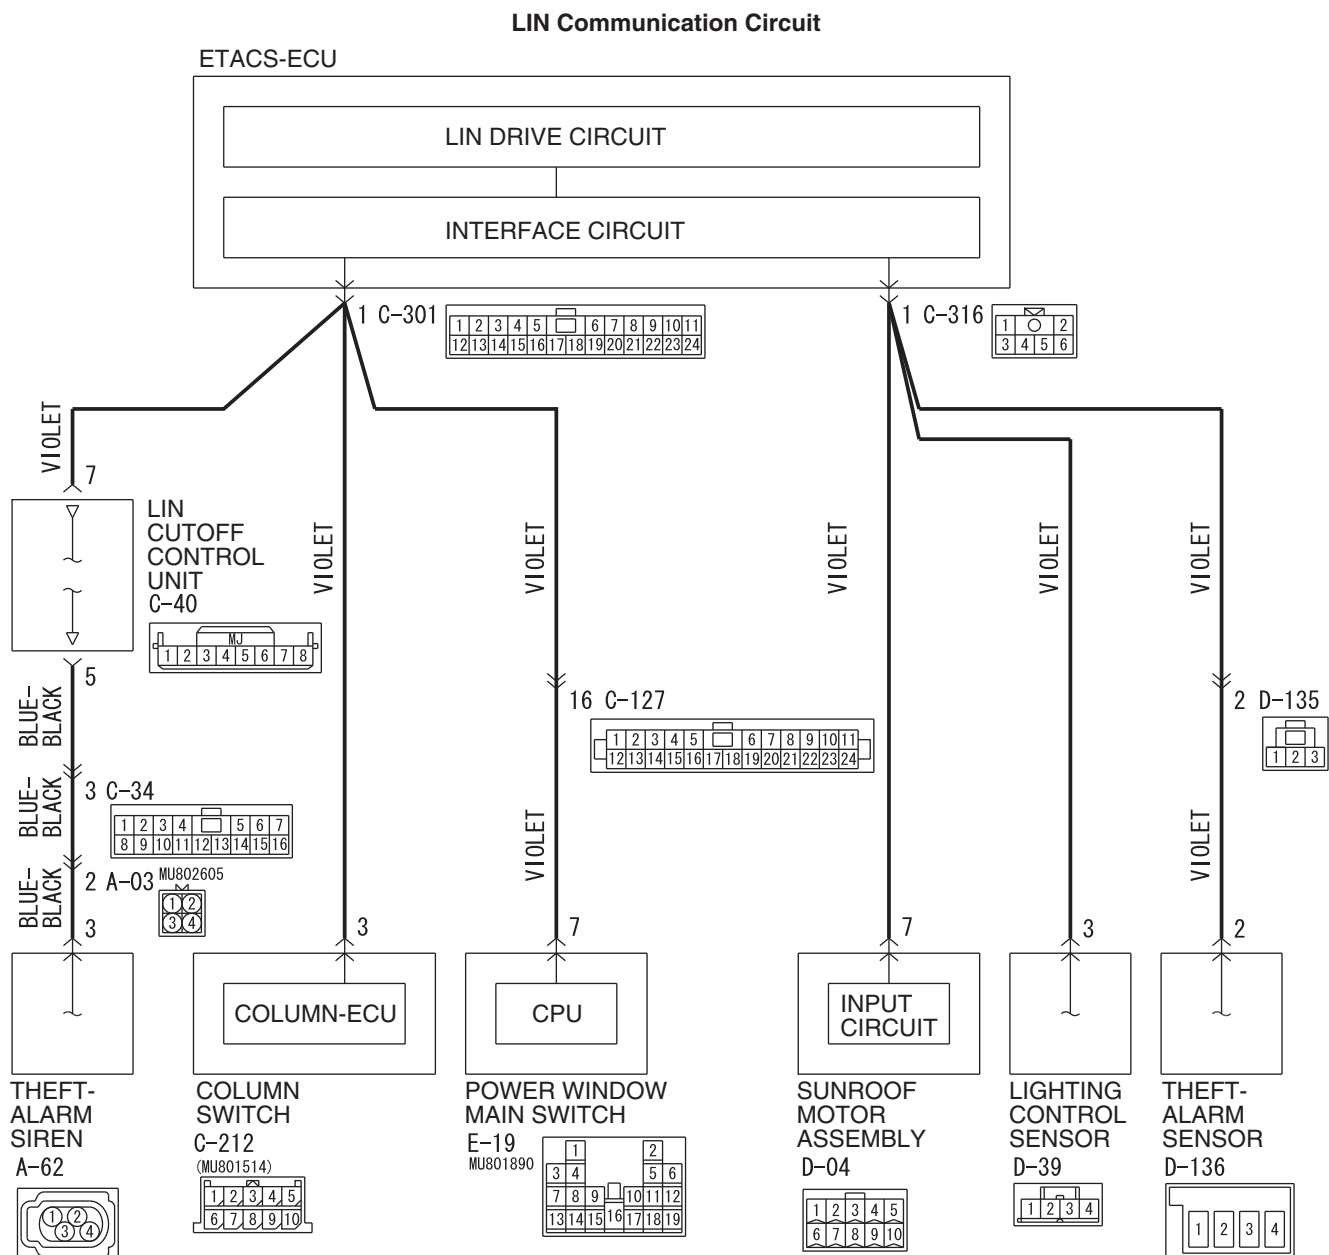 LIN Communication Circuit
ETACS-ECU
LIN DRIVE CIRCUIT
INTERFACE CIRCUIT
1 C-301
1 2 3 4 5 6 7 8 9 10 11
12 13 14 15 16 17 18 19 20 21 22 23 24
1 C-316
1 2
3 4 5 6
VIOLET
7
LIN
CUTOFF
CONTROL
UNIT
C-40
MJ
1 2 3 4 5 6 7 8
VIOLET
VIOLET
VIOLET
VIOLET
VIOLET
5
BLUE-
BLACK
16 C-127
1 2 3 4 5 6 7 8 9 10 11
12 13 14 15 16 17 18 19 20 21 22 23 24
2 D-135
1 2 3
BLUE-
BLACK
3 C-34
1 2 3 4 5 6 7
8 9 10 11 12 13 14 15 16
VIOLET
VIOLET
BLUE-
BLACK
2 A-03 MU802605
1 2
3 4
3
3
7
7
3
2
COLUMN-ECU
CPU
INPUT
CIRCUIT
THEFT-
ALARM
SIREN
A-62
1 2
3 4
COLUMN
SWITCH
C-212
(MU801514)
1 2 3 4 5
6 7 8 9 10
POWER WINDOW
MAIN SWITCH
E-19
MU801890
1 2
3 4 5 6
7 8 9 10 11 12
13 14 15 16 17 18 19
SUNROOF
MOTOR
ASSEMBLY
D-04
1 2 3 4 5
6 7 8 9 10
LIGHTING
CONTROL
SENSOR
D-39
1 2 3 4
THEFT-
ALARM
SENSOR
D-136
1 2 3 4